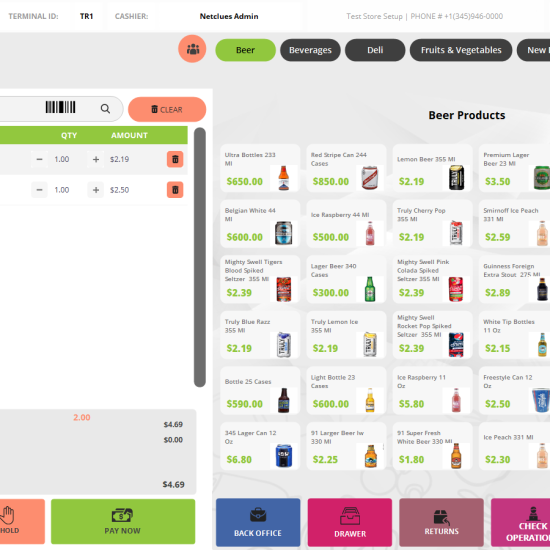 TERMINAL ID: TR1 CASHIER: Netclues Admin Test Store Setup | PHONE # +1(345)946-0000
Beer Beverages Deli Fruits & Vegetables New
CLEAR
QTY AMOUNT
− 1.00 + $2.19
− 1.00 + $2.50
2.00
$4.69
$0.00
$4.69
HOLD
PAY NOW
Beer Products
Ultra Bottles 233
Ml
$650.00
Red Stripe Can 244
Cases
$850.00
Lemon Beer 355 Ml
$2.19
Premium Lager
Beer 23 Ml
$3.50
Belgian White 44
Ml
$600.00
Ice Raspberry 44 Ml
$500.00
Truly Cherry Pop
355 Ml
$2.19
Smirnoff Ice Peach
331 Ml
$2.59
Mighty Swell Tigers
Blood Spiked
Seltzer 355 Ml
$2.39
Lager Beer 340
Cases
$300.00
Mighty Swell Pink
Colada Spiked
Seltzer 355 Ml
$2.39
Guinness Foreign
Extra Stout 275 Ml
$2.89
Truly Blue Razz
355 Ml
$2.19
Truly Lemon Ice
355 Ml
$2.19
Mighty Swell
Rocket Pop Spiked
Seltzer 355 Ml
$2.39
White Tip Bottles
11 Oz
$2.15
Bottle 25 Cases
$590.00
Light Bottle 23
Cases
$600.00
Ice Raspberry 11
Oz
$5.80
Freestyle Can 12
Oz
$2.50
345 Lager Can 12
Oz
$6.80
91 Larger Beer Iw
330 Ml
$2.25
91 Super Fresh
White Beer 330 Ml
$1.80
Ice Peach 331 Ml
$2.30
BACK OFFICE
DRAWER
RETURNS
CHECK
OPERATION